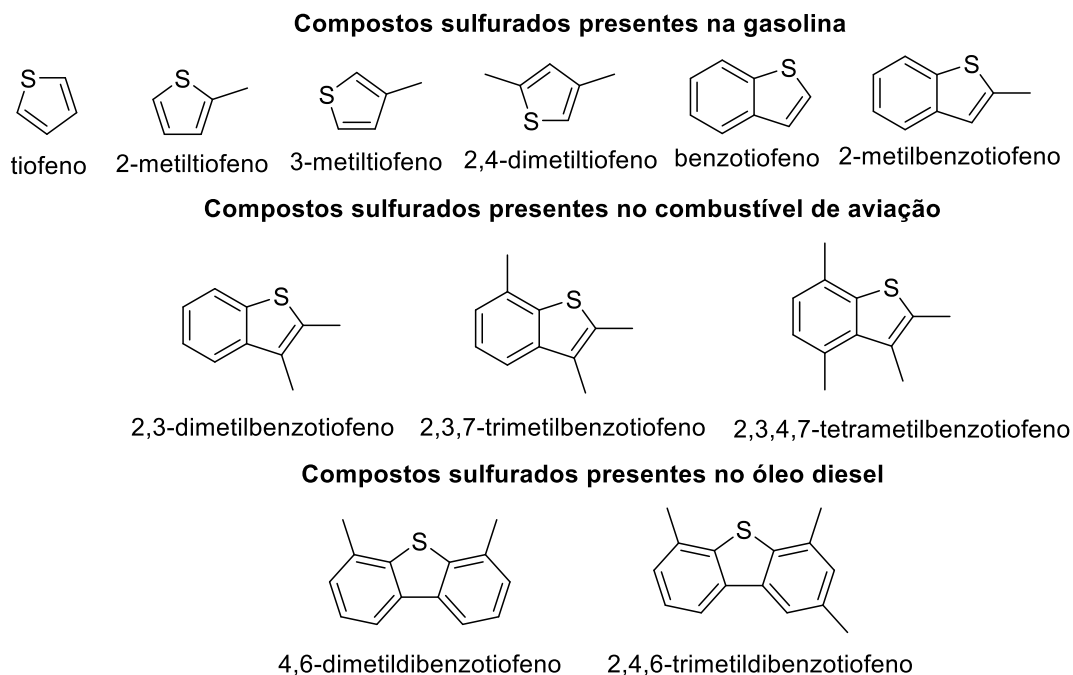 Compostos sulfurados presentes na gasolina
S S S S S S
tiofeno 2-metiltiofeno 3-metiltiofeno 2,4-dimetiltiofeno benzotiofeno 2-metilbenzotiofeno
Compostos sulfurados presentes no combustível de aviação
S S S
2,3-dimetilbenzotiofeno 2,3,7-trimetilbenzotiofeno 2,3,4,7-tetrametilbenzotiofeno
Compostos sulfurados presentes no óleo diesel
S S
4,6-dimetildibenzotiofeno 2,4,6-trimetildibenzotiofeno